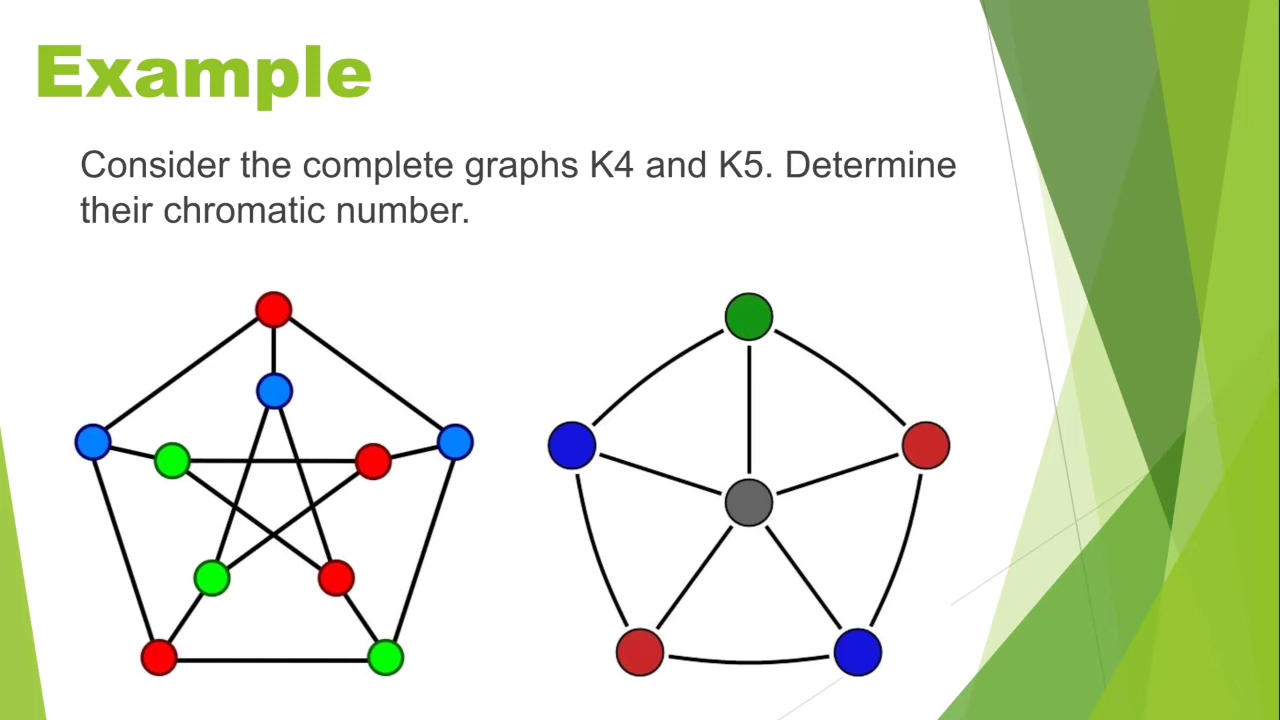 Example
Consider the complete graphs K4 and K5. Determine
their chromatic number.